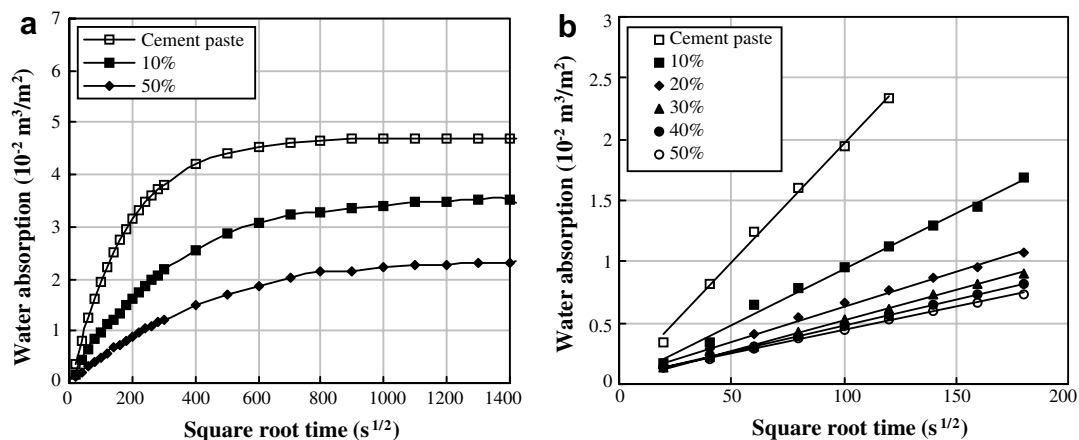 a
Water absorption (10⁻² m³/m²)
7
6
5
4
3
2
1
0
Cement paste
10%
50%
0 200 400 600 800 1000 1200 1400
Square root time (s¹/²)
b
Water absorption (10⁻² m³/m²)
3
2.5
2
1.5
1
0.5
0
Cement paste
10%
20%
30%
40%
50%
0 50 100 150 200
Square root time (s¹/²)